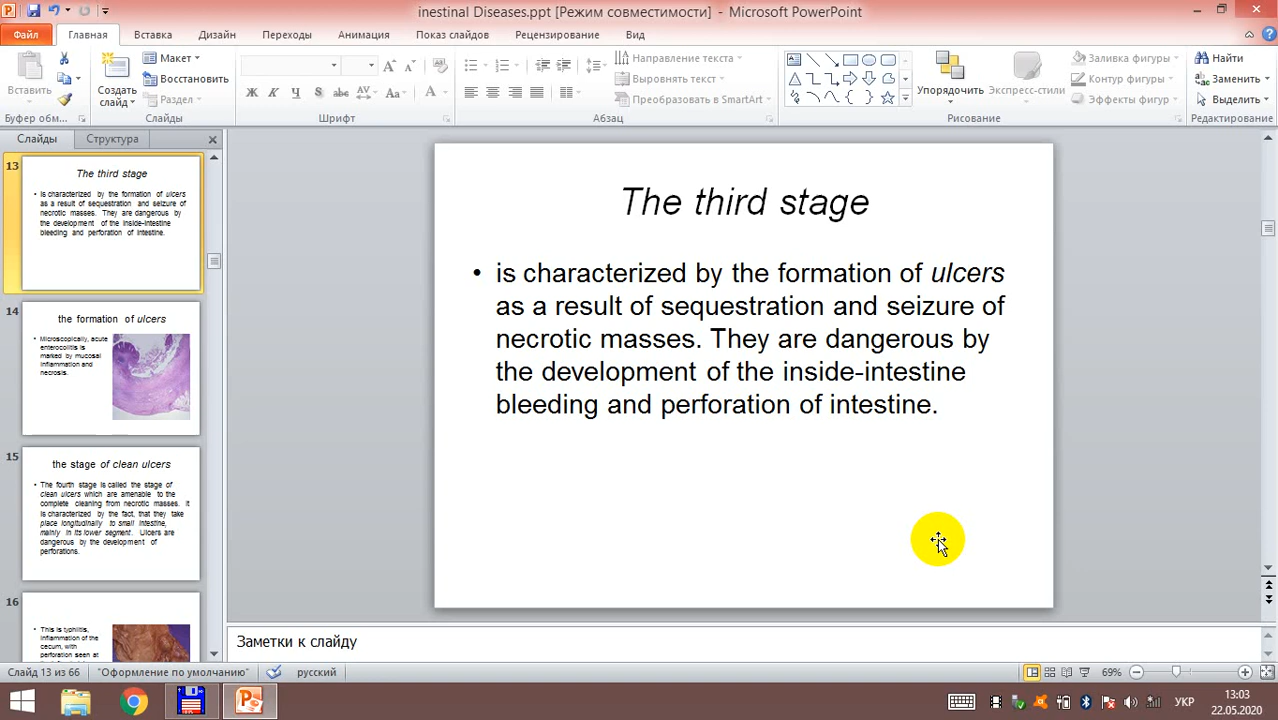 inestinal Diseases.ppt [Режим совместимости] - Microsoft PowerPoint
Файл Главная Вставка Дизайн Переходы Анимация Показ слайдов Рецензирование Вид
Вставить
Буфер обм...
Создать слайд
Макет
Восстановить
Раздел
Слайды
Ж К Ч S abc AV Aa A
Шрифт
Направление текста
Выровнять текст
Преобразовать в SmartArt
Абзац
Упорядочить
Экспресс-стили
Заливка фигуры
Контур фигуры
Эффекты фигур
Рисование
Найти
Заменить
Выделить
Редактирование
Слайды Структура
13
The third stage
• is characterized by the formation of ulcers
as a result of sequestration and seizure of
necrotic masses. They are dangerous by
the development of the inside-intestine
bleeding and perforation of intestine.
14
the formation of ulcers
• Microscopically, acute
enterocolitis is
marked by mucosal
inflammation and
necrosis.
15
the stage of clean ulcers
• The fourth stage is called the stage of
clean ulcers which are amenable to the
complete cleaning from necrotic masses. It
is characterized by the fact, that they take
place longitudinally to small intestine,
mainly in its lower segment. Ulcers are
dangerous by the development of
perforations.
16
• This is typhilitis,
inflammation of the
cecum, with
perforation seen at
The third stage
• is characterized by the formation of ulcers
as a result of sequestration and seizure of
necrotic masses. They are dangerous by
the development of the inside-intestine
bleeding and perforation of intestine.
Заметки к слайду
Слайд 13 из 66 "Оформление по умолчанию" русский 69%
УКР
13:03
22.05.2020